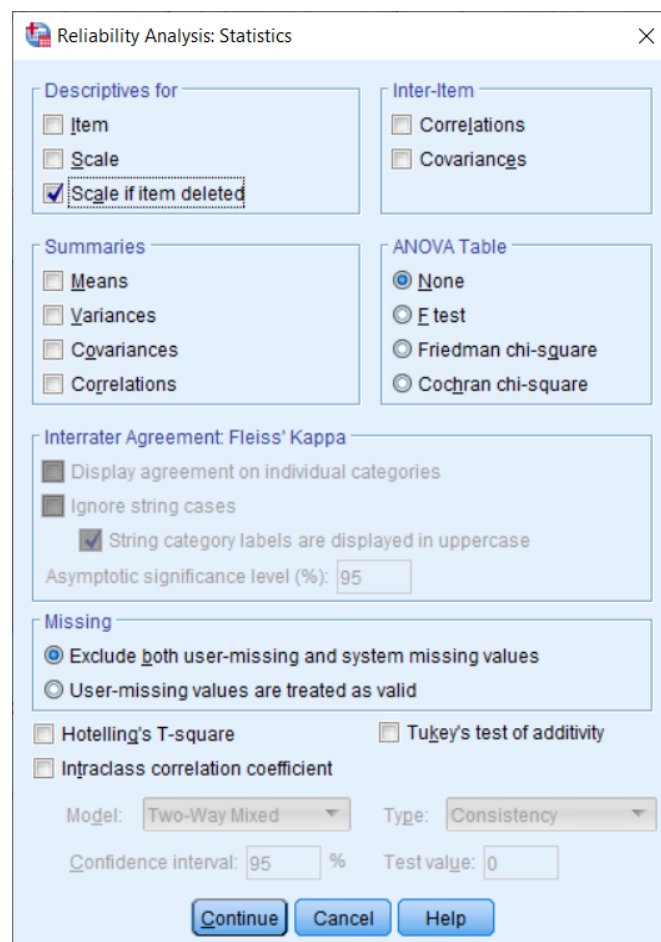 Reliability Analysis: Statistics
Descriptives for
Item
Scale
Scale if item deleted
Inter-Item
Correlations
Covariances
Summaries
Means
Variances
Covariances
Correlations
ANOVA Table
None
F test
Friedman chi-square
Cochran chi-square
Interrater Agreement: Fleiss' Kappa
Display agreement on individual categories
Ignore string cases
String category labels are displayed in uppercase
Asymptotic significance level (%): 95
Missing
Exclude both user-missing and system missing values
User-missing values are treated as valid
Hotelling's T-square Tukey's test of additivity
Intraclass correlation coefficient
Model: Two-Way Mixed Type: Consistency
Confidence interval: 95 % Test value: 0
Continue Cancel Help